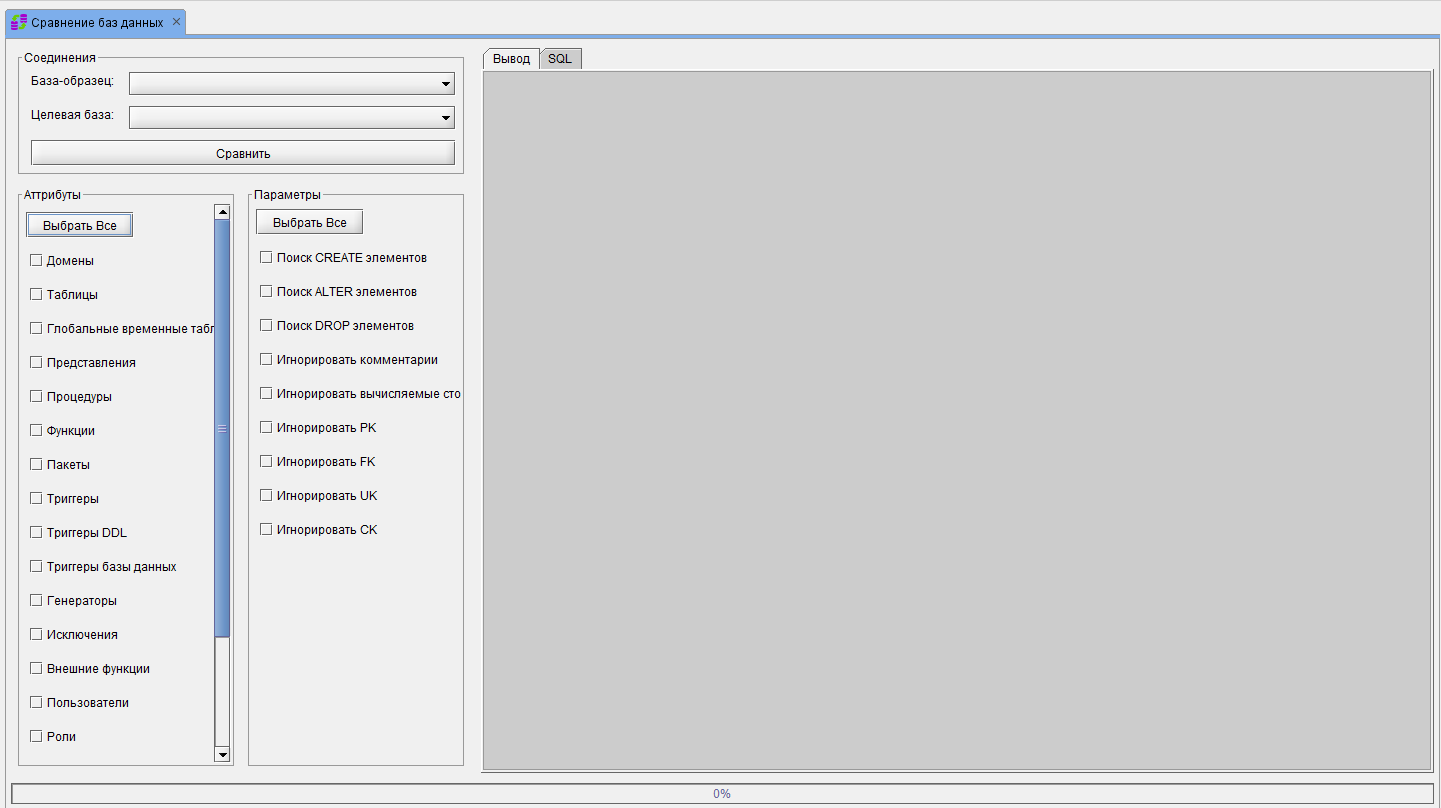 Сравнение баз данных
Соединения
База-образец:
Целевая база:
Сравнить
Аттрибуты
Выбрать Все
Домены
Таблицы
Глобальные временные табл
Представления
Процедуры
Функции
Пакеты
Триггеры
Триггеры DDL
Триггеры базы данных
Генераторы
Исключения
Внешние функции
Пользователи
Роли
Параметры
Выбрать Все
Поиск CREATE элементов
Поиск ALTER элементов
Поиск DROP элементов
Игнорировать комментарии
Игнорировать вычисляемые сто
Игнорировать PK
Игнорировать FK
Игнорировать UK
Игнорировать CK
Вывод SQL
0%